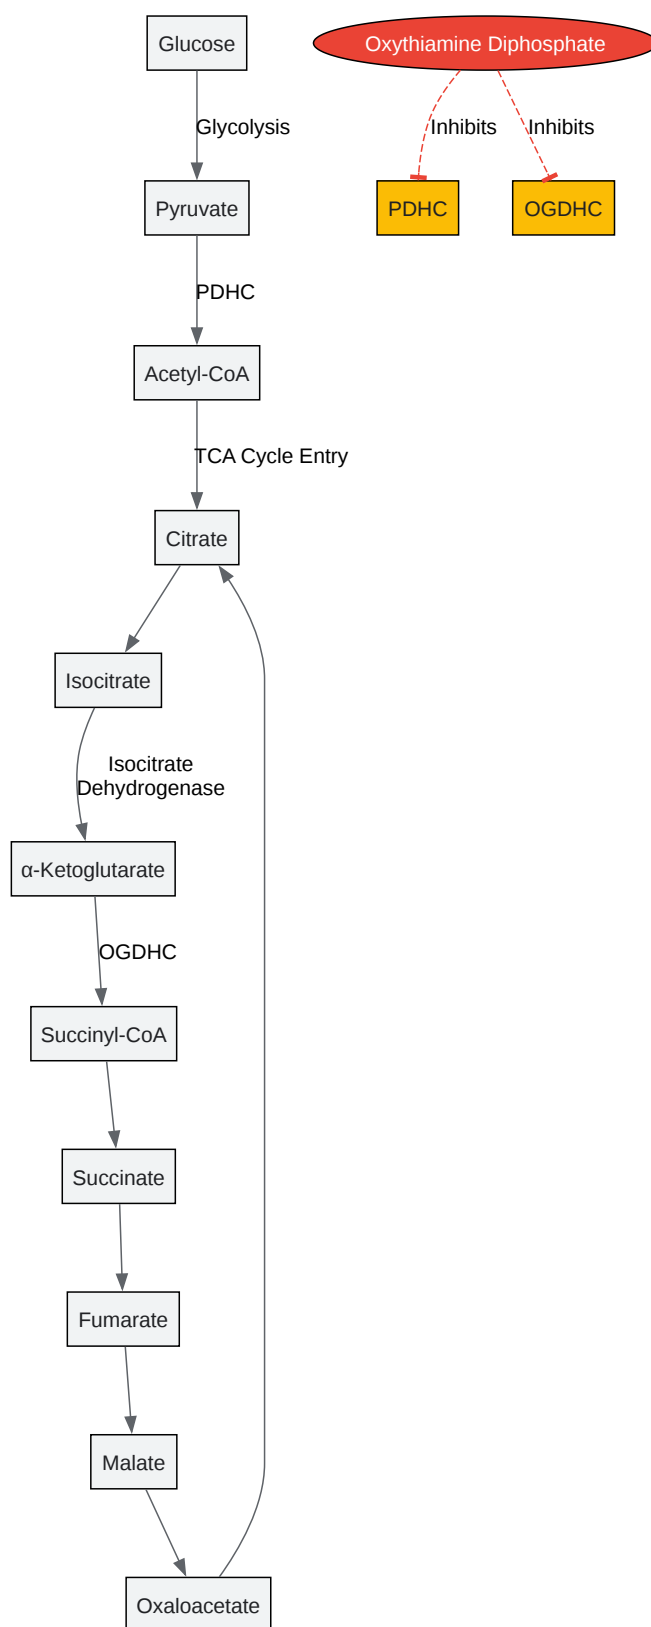 Glucose
Oxythiamine Diphosphate
Glycolysis
Inhibits
Inhibits
Pyruvate
PDHC
OGDHC
PDHC
Acetyl-CoA
TCA Cycle Entry
Citrate
Isocitrate
Isocitrate
Dehydrogenase
α-Ketoglutarate
OGDHC
Succinyl-CoA
Succinate
Fumarate
Malate
Oxaloacetate